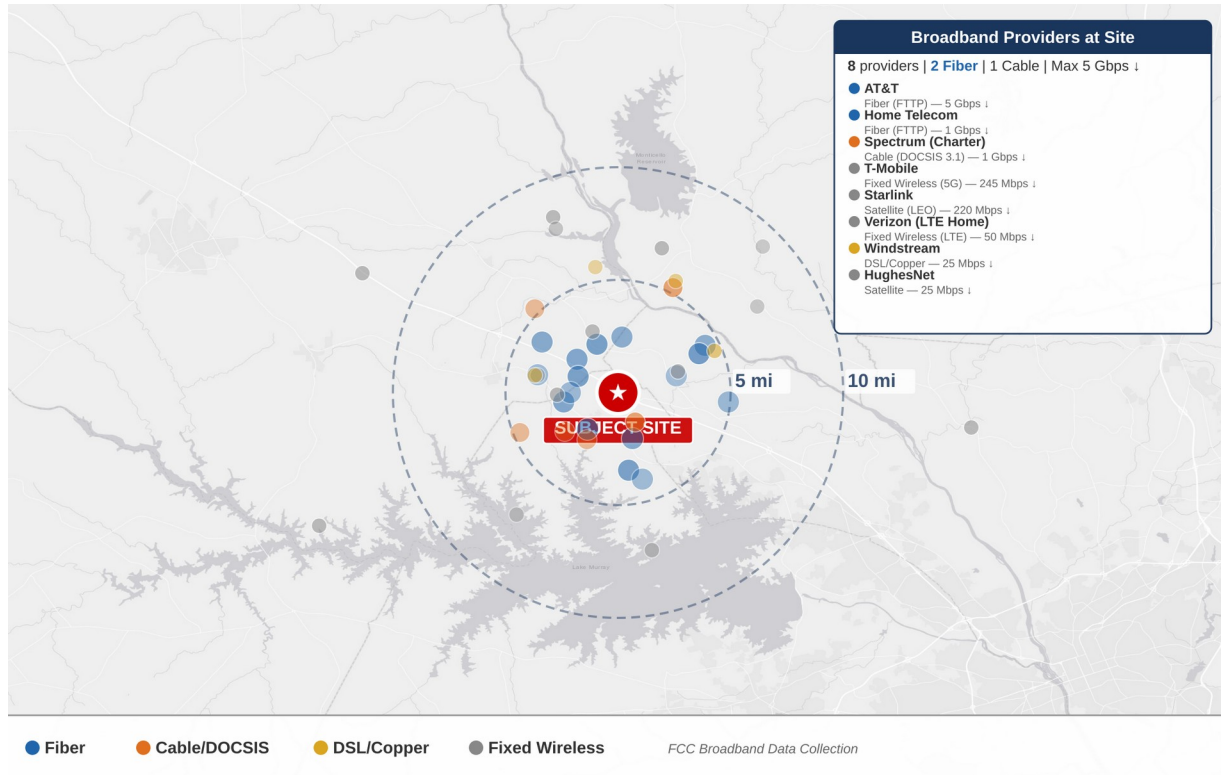 Broadband Providers at Site
8 providers | 2 Fiber | 1 Cable | Max 5 Gbps ↓
AT&T
Fiber (FTTP) — 5 Gbps ↓
Home Telecom
Fiber (FTTP) — 1 Gbps ↓
Spectrum (Charter)
Cable (DOCSIS 3.1) — 1 Gbps ↓
T-Mobile
Fixed Wireless (5G) — 245 Mbps ↓
Starlink
Satellite (LEO) — 220 Mbps ↓
Verizon (LTE Home)
Fixed Wireless (LTE) — 50 Mbps ↓
Windstream
DSL/Copper — 25 Mbps ↓
HughesNet
Satellite — 25 Mbps ↓
5 mi
10 mi
SUBJECT SITE
Lake Murray
Fiber
Cable/DOCSIS
DSL/Copper
Fixed Wireless
FCC Broadband Data Collection